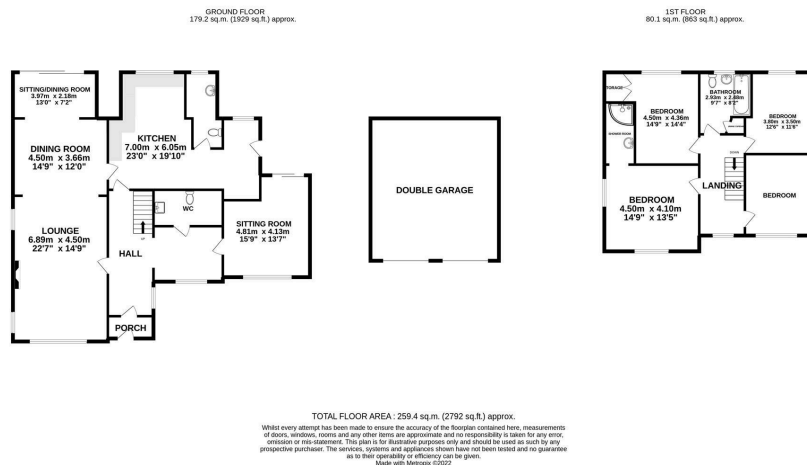 GROUND FLOOR
179.2 sq.m. (1929 sq.ft.) approx.
SITTING/DINING ROOM
3.97m x 2.18m
13'0" x 7'2"
DINING ROOM
4.50m x 3.66m
14'9" x 12'0"
LOUNGE
6.89m x 4.50m
22'7" x 14'9"
KITCHEN
7.00m x 6.05m
23'0" x 19'10"
UP
WC
HALL
SITTING ROOM
4.81m x 4.13m
15'9" x 13'7"
PORCH
DOUBLE GARAGE
1ST FLOOR
80.1 sq.m. (863 sq.ft.) approx.
STORAGE
BEDROOM
4.50m x 4.36m
14'9" x 14'4"
BATHROOM
2.93m x 2.48m
9'7" x 8'2"
BEDROOM
3.80m x 3.50m
12'6" x 11'6"
SHOWER ROOM
DOWN
LANDING
BEDROOM
4.50m x 4.10m
14'9" x 13'5"
BEDROOM
TOTAL FLOOR AREA : 259.4 sq.m. (2792 sq.ft.) approx.
Whilst every attempt has been made to ensure the accuracy of the floorplan contained here, measurements
of doors, windows, rooms and any other items are approximate and no responsibility is taken for any error,
omission or mis-statement. This plan is for illustrative purposes only and should be used as such by any
prospective purchaser. The services, systems and appliances shown have not been tested and no guarantee
as to their operability or efficiency can be given.
Made with Metropix ©2022